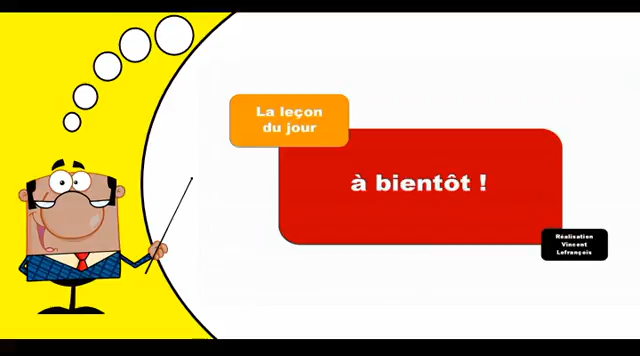 La leçon
du jour
à bientôt !
Réalisation
Vincent
Lefrançois